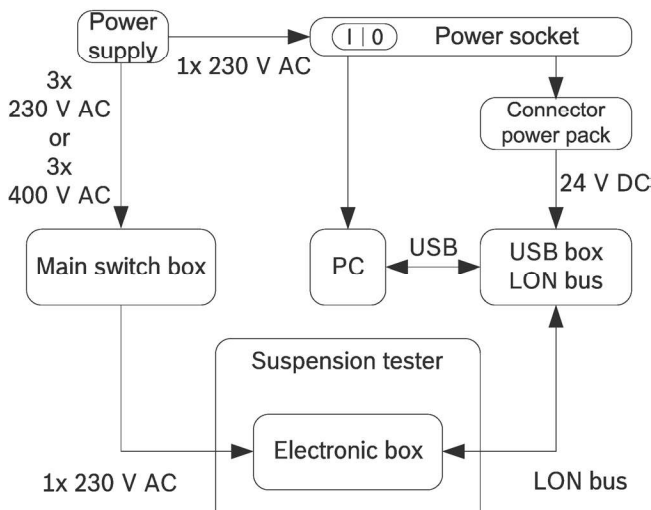 Power
supply
I | 0
Power socket
1x 230 V AC
3x
230 V AC
or
3x
400 V AC
Connector
power pack
24 V DC
Main switch box
PC
USB
USB box
LON bus
Suspension tester
Electronic box
1x 230 V AC
LON bus